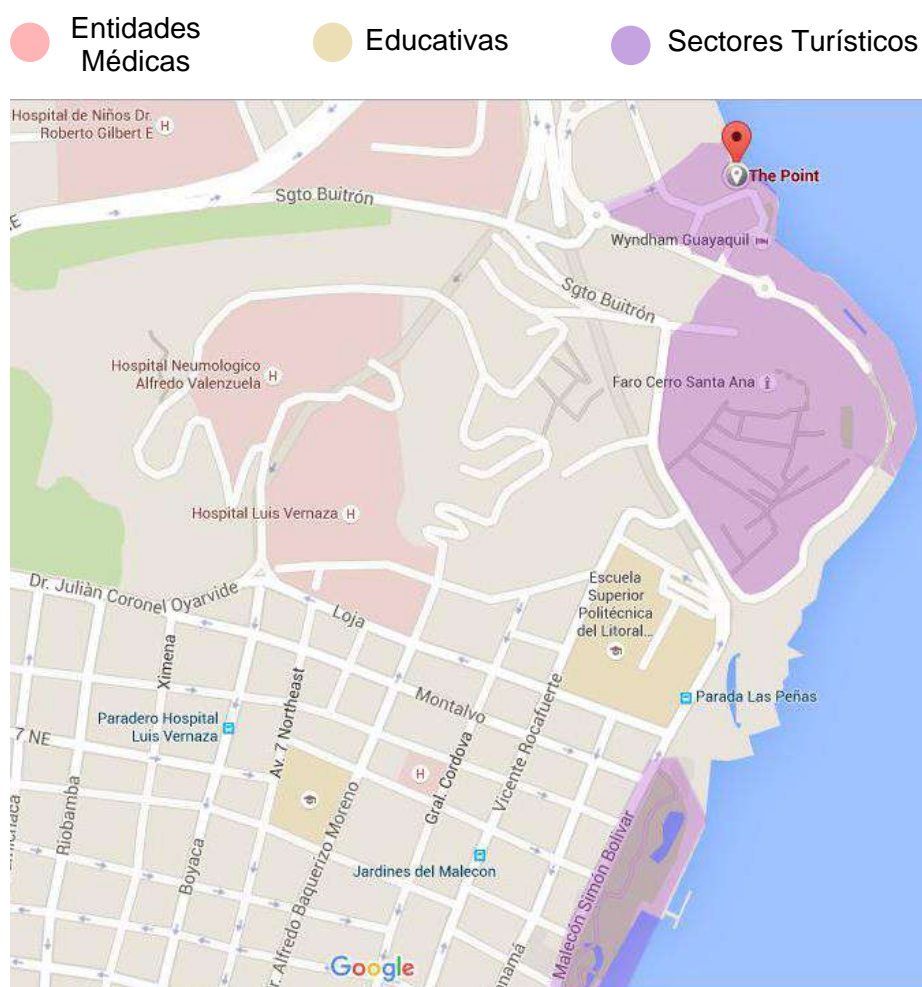 Entidades
Médicas
Educativas
Sectores Turísticos
Hospital de Niños Dr.
Roberto Gilbert E
H
The Point
Sgto Buitrón
E
Wyndham Guayaquil
Sgto Buitrón
Hospital Neumologico
Alfredo Valenzuela
H
Faro Cerro Santa Ana
Hospital Luis Vernaza
H
Dr. Juliàn Coronel Oyarvide
Loja
Escuela
Superior
Politécnica
del Litoral...
Ximena
Montalvo
Parada Las Peñas
Paradero Hospital
Luis Vernaza
7 NE
Av. 7 Northeast
Vicente Rocafuerte
Gral. Cordova
H
Riobamba
Boyaca
Jardines del Malecon
Malecón Simón Bolivar
r. Alfredo Baquerizo Moreno
Google